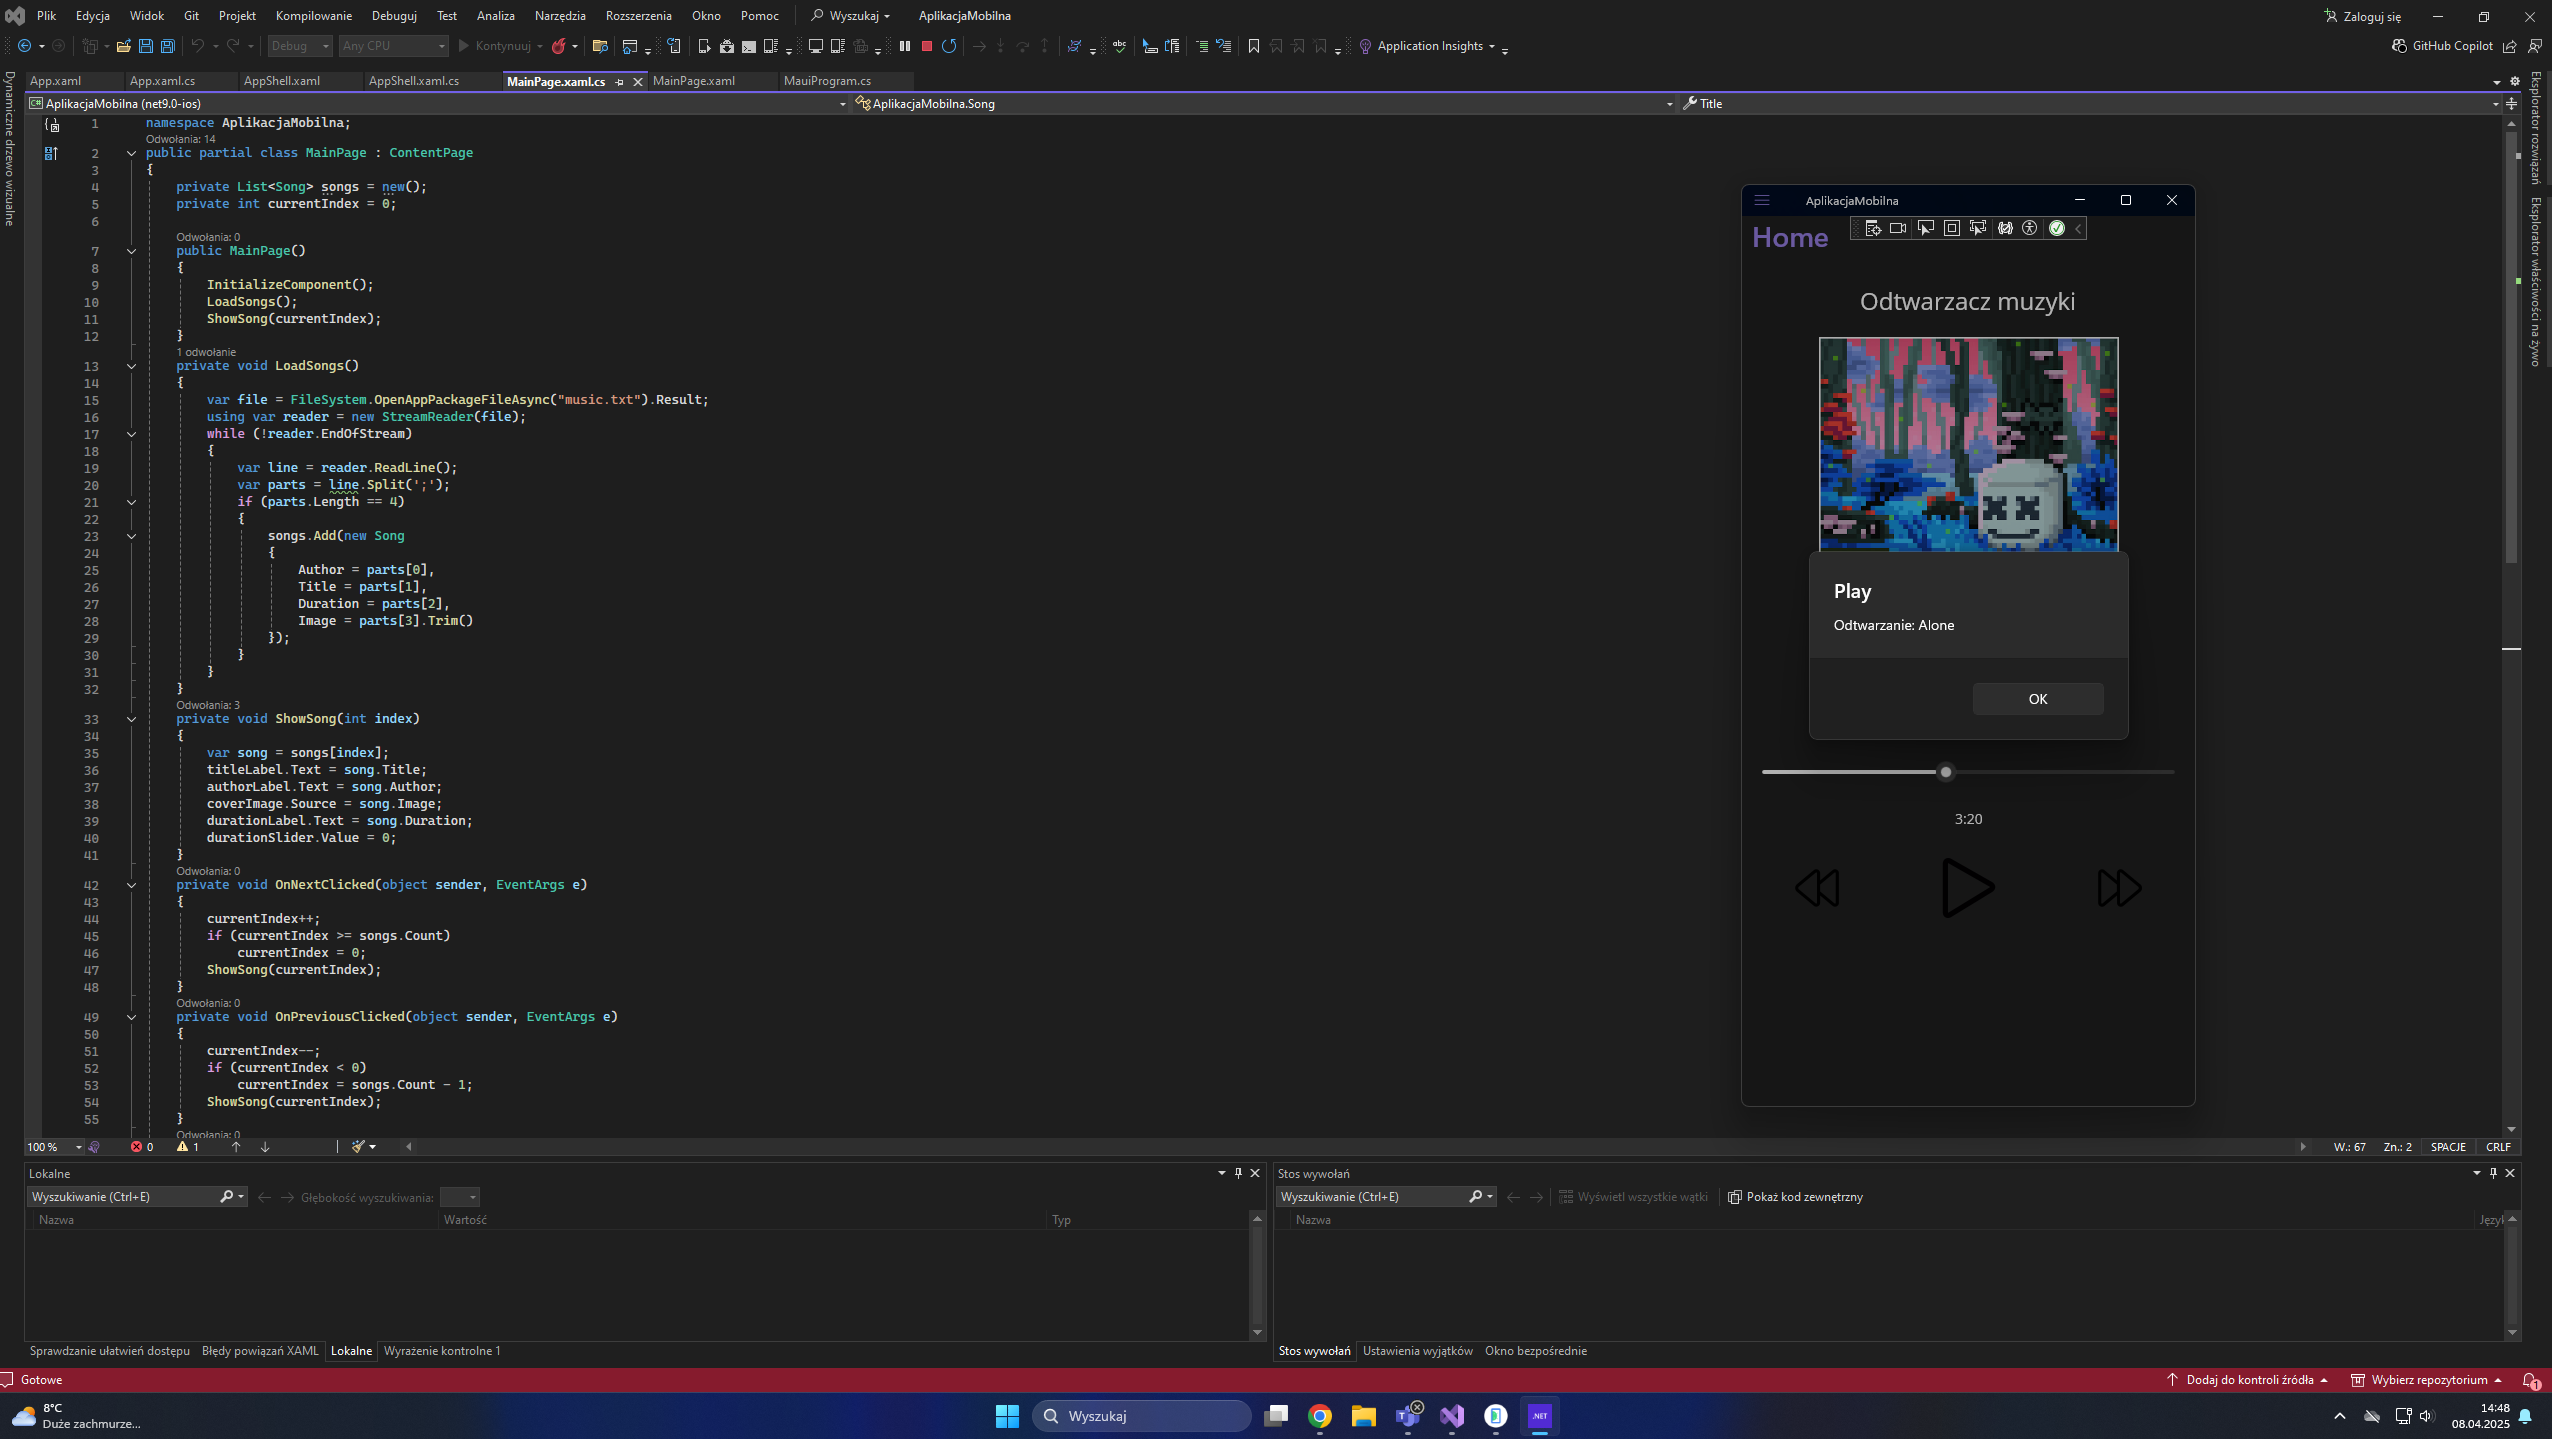 Plik Edycja Widok Git Projekt Kompilowanie Debuguj Test Analiza Narzędzia Rozszerzenia Okno Pomoc Wyszukaj AplikacjaMobilna Zaloguj się
Debug Any CPU Kontynuuj Application Insights GitHub Copilot
App.xaml App.xaml.cs AppShell.xaml AppShell.xaml.cs MainPage.xaml.cs MainPage.xaml MauiProgram.cs
AplikacjaMobilna (net9.0-ios) AplikacjaMobilna.Song Title
Dynamiczne drzewo wizualne
Eksplorator rozwiązań
Eksplorator właściwości na żywo
1 namespace AplikacjaMobilna;
Odwołania: 14
2 public partial class MainPage : ContentPage
3 {
4 private List<Song> songs = new();
5 private int currentIndex = 0;
6
Odwołania: 0
7 public MainPage()
8 {
9 InitializeComponent();
10 LoadSongs();
11 ShowSong(currentIndex);
12 }
1 odwołanie
13 private void LoadSongs()
14 {
15 var file = FileSystem.OpenAppPackageFileAsync("music.txt").Result;
16 using var reader = new StreamReader(file);
17 while (!reader.EndOfStream)
18 {
19 var line = reader.ReadLine();
20 var parts = line.Split(';');
21 if (parts.Length == 4)
22 {
23 songs.Add(new Song
24 {
25 Author = parts[0],
26 Title = parts[1],
27 Duration = parts[2],
28 Image = parts[3].Trim()
29 });
30 }
31 }
32 }
Odwołania: 3
33 private void ShowSong(int index)
34 {
35 var song = songs[index];
36 titleLabel.Text = song.Title;
37 authorLabel.Text = song.Author;
38 coverImage.Source = song.Image;
39 durationLabel.Text = song.Duration;
40 durationSlider.Value = 0;
41 }
Odwołania: 0
42 private void OnNextClicked(object sender, EventArgs e)
43 {
44 currentIndex++;
45 if (currentIndex >= songs.Count)
46 currentIndex = 0;
47 ShowSong(currentIndex);
48 }
Odwołania: 0
49 private void OnPreviousClicked(object sender, EventArgs e)
50 {
51 currentIndex--;
52 if (currentIndex < 0)
53 currentIndex = songs.Count - 1;
54 ShowSong(currentIndex);
55 }
Odwołania: 0
AplikacjaMobilna
Home
Odtwarzacz muzyki
Play
Odtwarzanie: Alone
OK
3:20
100 % 0 1 W.: 67 Zn.: 2 SPACJE CRLF
Lokalne
Wyszukiwanie (Ctrl+E) Głębokość wyszukiwania:
Nazwa Wartość Typ
Sprawdzanie ułatwień dostępu Błędy powiązań XAML Lokalne Wyrażenie kontrolne 1
Stos wywołań
Wyszukiwanie (Ctrl+E) Wyświetl wszystkie wątki Pokaż kod zewnętrzny
Nazwa Język
Stos wywołań Ustawienia wyjątków Okno bezpośrednie
Gotowe Dodaj do kontroli źródła Wybierz repozytorium 1
8°C
Duże zachmurze...
Wyszukaj
.NET
14:48
08.04.2025